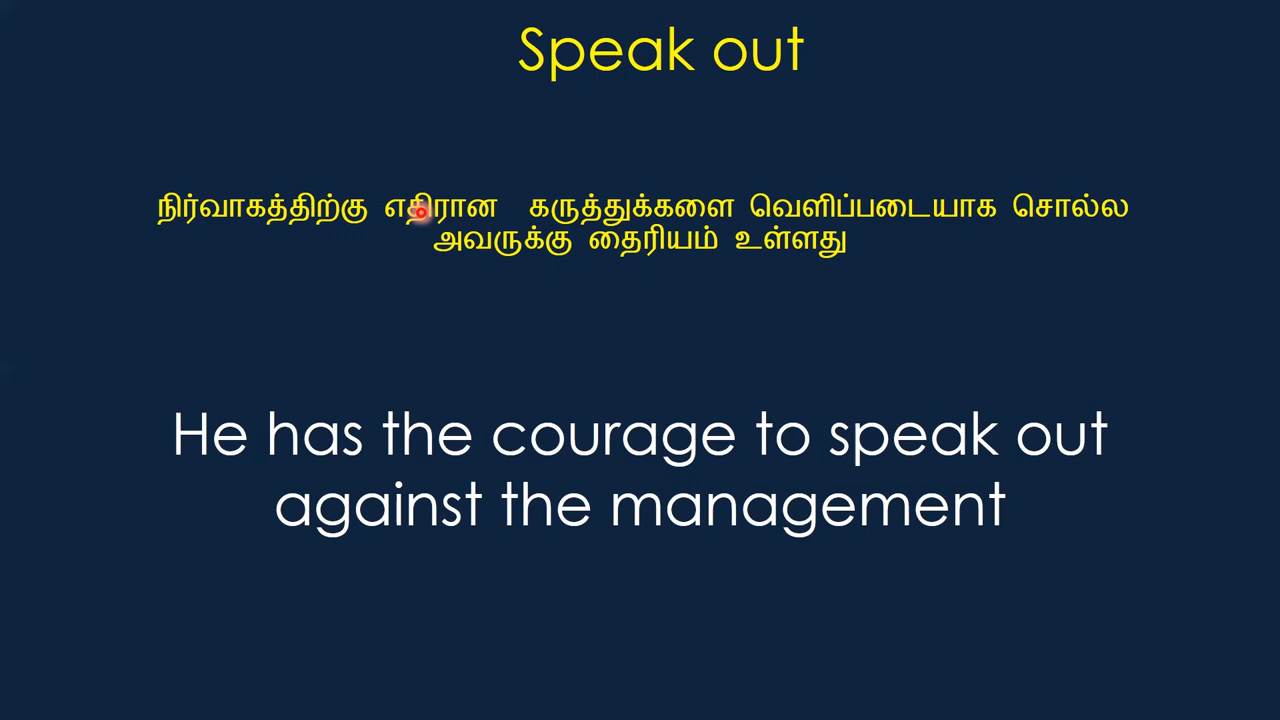 Speak out
நிர்வாகத்திற்கு எதிரான கருத்துக்களை வெளிப்படையாக சொல்ல
அவருக்கு தைரியம் உள்ளது
He has the courage to speak out
against the management